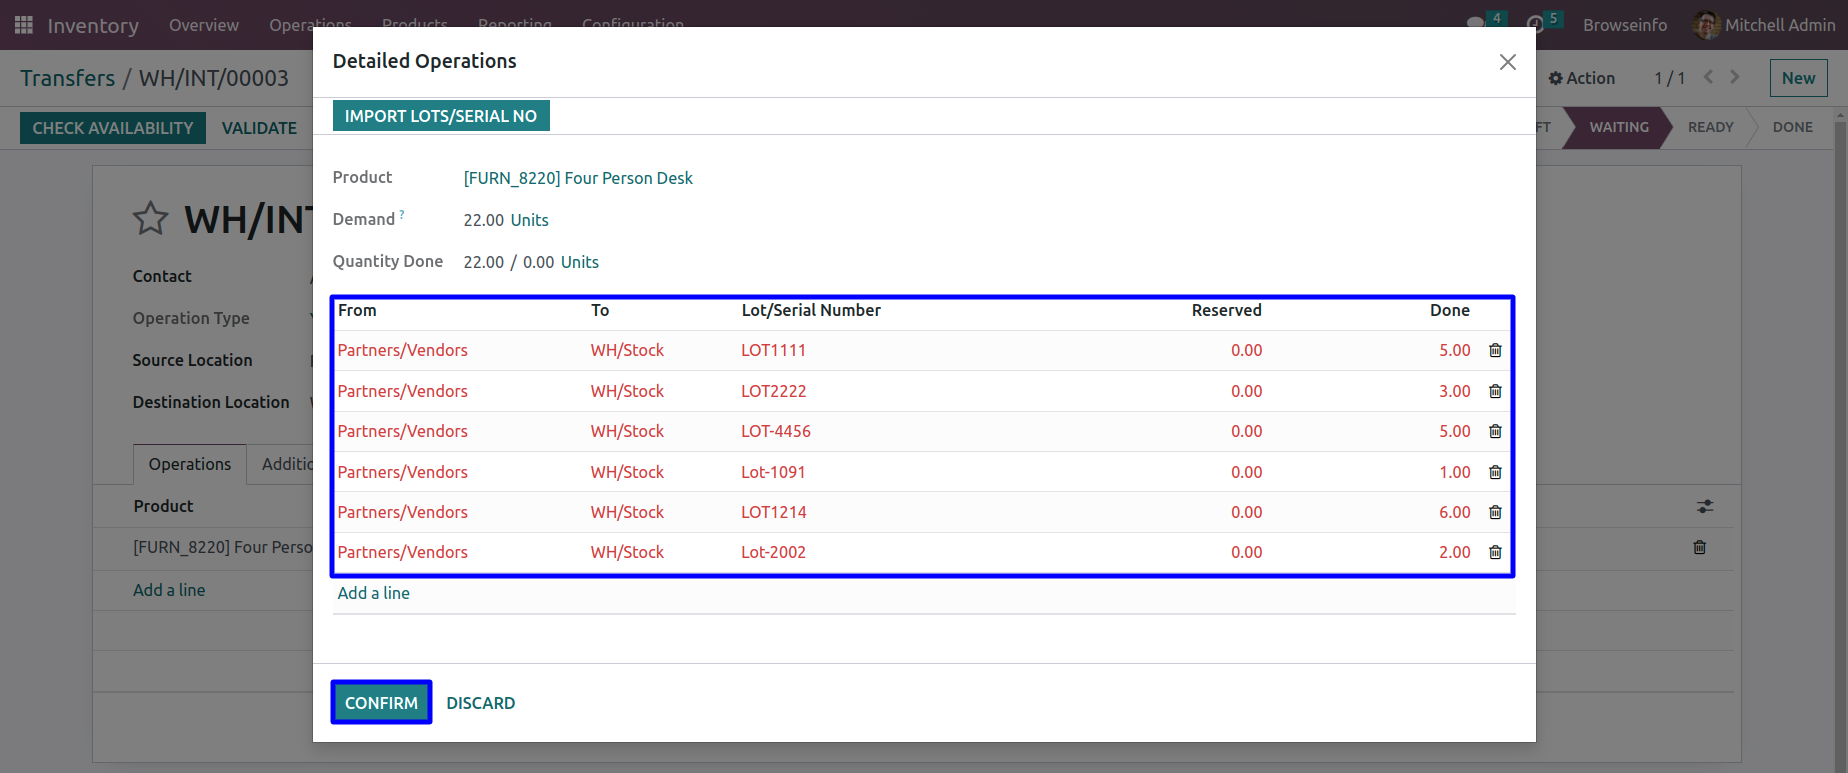 Inventory Overview Operations Products Reporting Configuration 4 5 Browseinfo Mitchell Admin
Transfers / WH/INT/00003 Action 1 / 1 New
CHECK AVAILABILITY VALIDATE FT WAITING READY DONE
WH/INT
Contact
Operation Type
Source Location
Destination Location
Operations Additio
Product
[FURN_8220] Four Perso
Add a line
Detailed Operations
IMPORT LOTS/SERIAL NO
Product [FURN_8220] Four Person Desk
Demand ? 22.00 Units
Quantity Done 22.00 / 0.00 Units
From To Lot/Serial Number Reserved Done
Partners/Vendors WH/Stock LOT1111 0.00 5.00
Partners/Vendors WH/Stock LOT2222 0.00 3.00
Partners/Vendors WH/Stock LOT-4456 0.00 5.00
Partners/Vendors WH/Stock Lot-1091 0.00 1.00
Partners/Vendors WH/Stock LOT1214 0.00 6.00
Partners/Vendors WH/Stock Lot-2002 0.00 2.00
Add a line
CONFIRM DISCARD